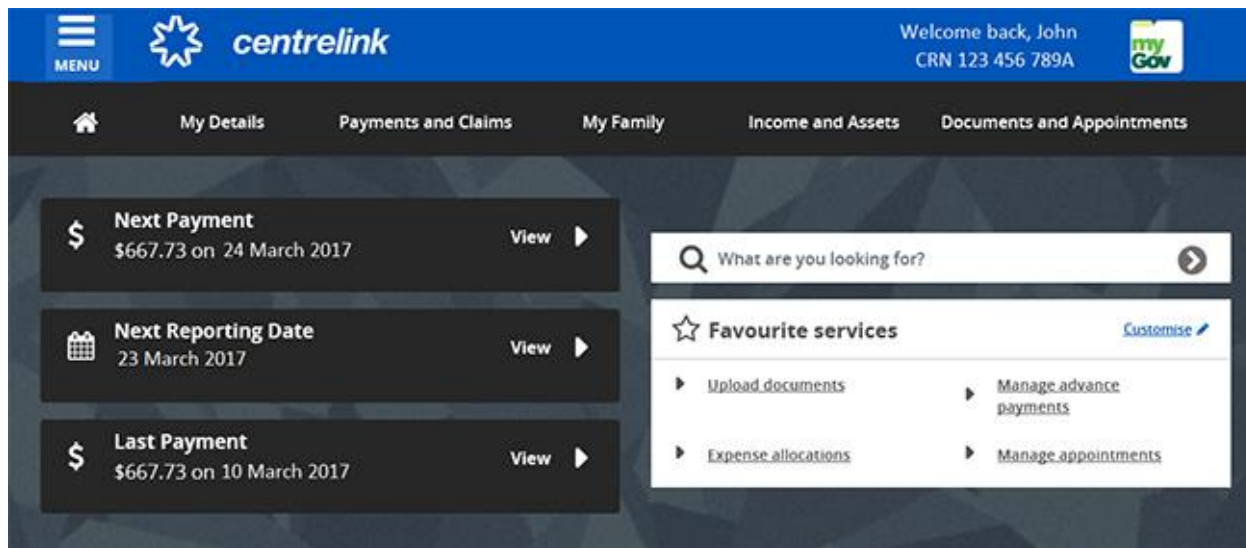 MENU
centrelink
Welcome back, John
CRN 123 456 789A
my
Gov
My Details
Payments and Claims
My Family
Income and Assets
Documents and Appointments
$
Next Payment
$667.73 on 24 March 2017
View
Next Reporting Date
23 March 2017
View
$
Last Payment
$667.73 on 10 March 2017
View
What are you looking for?
Favourite services
Customise
Upload documents
Manage advance
payments
Expense allocations
Manage appointments